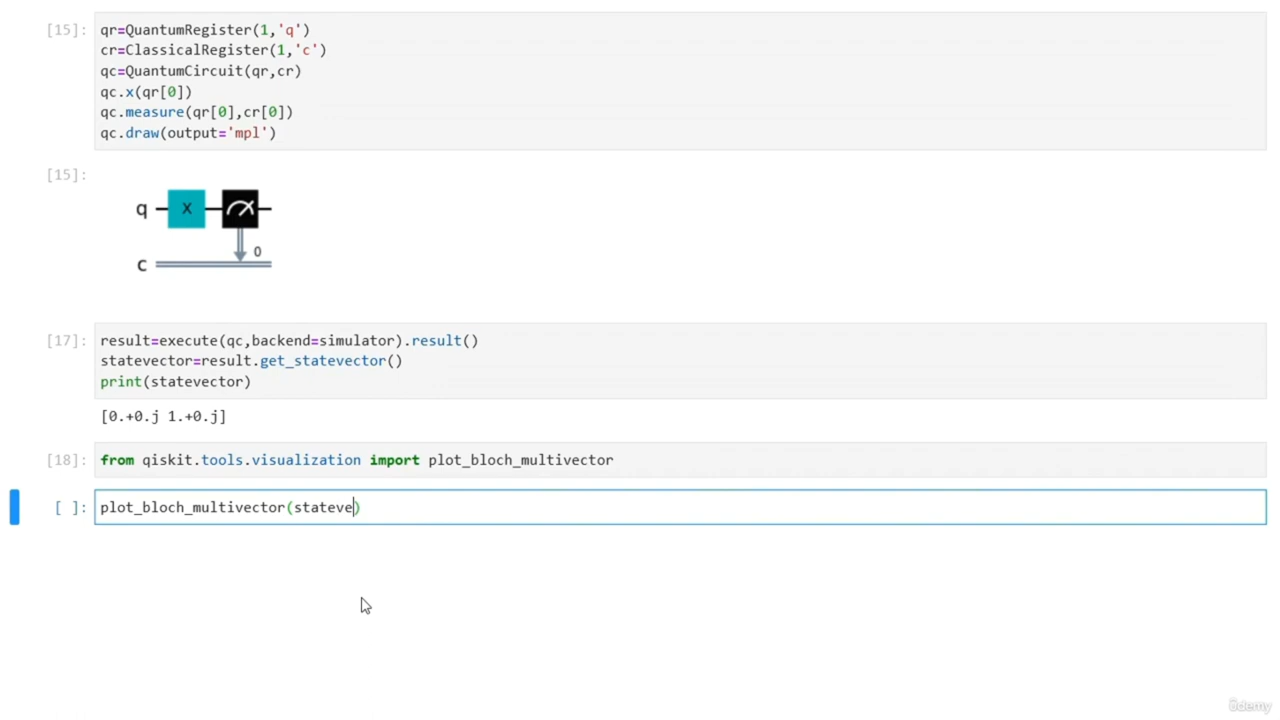 [15]: qr=QuantumRegister(1,'q')
cr=ClassicalRegister(1,'c')
qc=QuantumCircuit(qr,cr)
qc.x(qr[0])
qc.measure(qr[0],cr[0])
qc.draw(output='mpl')
[15]:
q X
0
c
[17]: result=execute(qc,backend=simulator).result()
statevector=result.get_statevector()
print(statevector)
[0.+0.j 1.+0.j]
[18]: from qiskit.tools.visualization import plot_bloch_multivector
[ ]: plot_bloch_multivector(stateve)
ûdemy